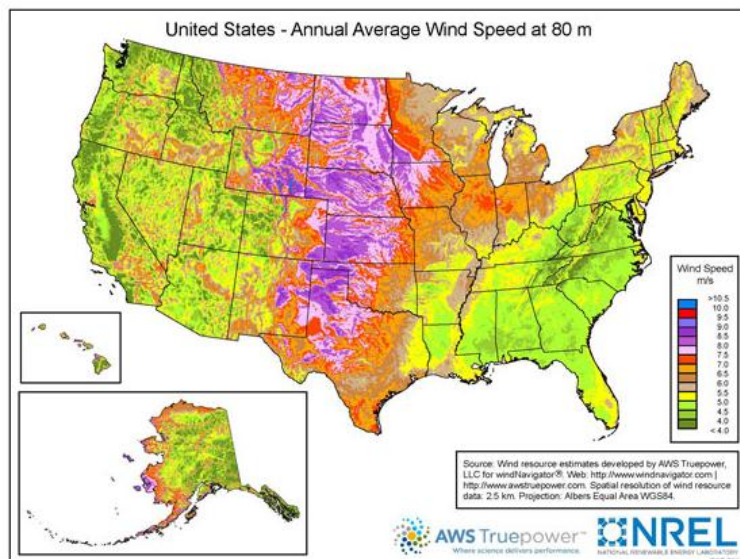 United States - Annual Average Wind Speed at 80 m
Wind Speed
m/s
>10.5
10.0
9.5
9.0
8.5
8.0
7.5
7.0
6.5
6.0
5.5
5.0
4.5
4.0
< 4.0
Source: Wind resource estimates developed by AWS Truepower,
LLC for windNavigator®. Web: http://www.windnavigator.com |
http://www.awstruepower.com. Spatial resolution of wind resource
data: 2.5 km. Projection: Albers Equal Area WGS84.
AWS Truepower™
Where science delivers performance.
NREL
NATIONAL RENEWABLE ENERGY LABORATORY